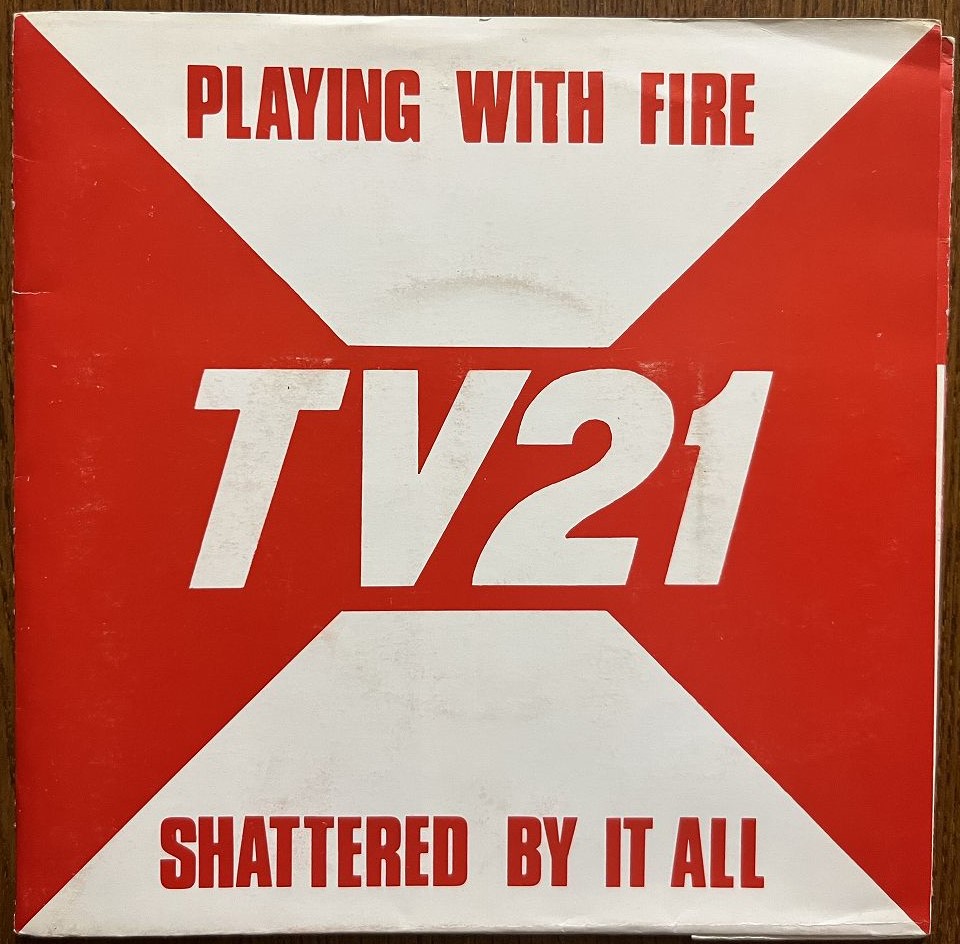 PLAYING WITH FIRE
TV21
SHATTERED BY IT ALL